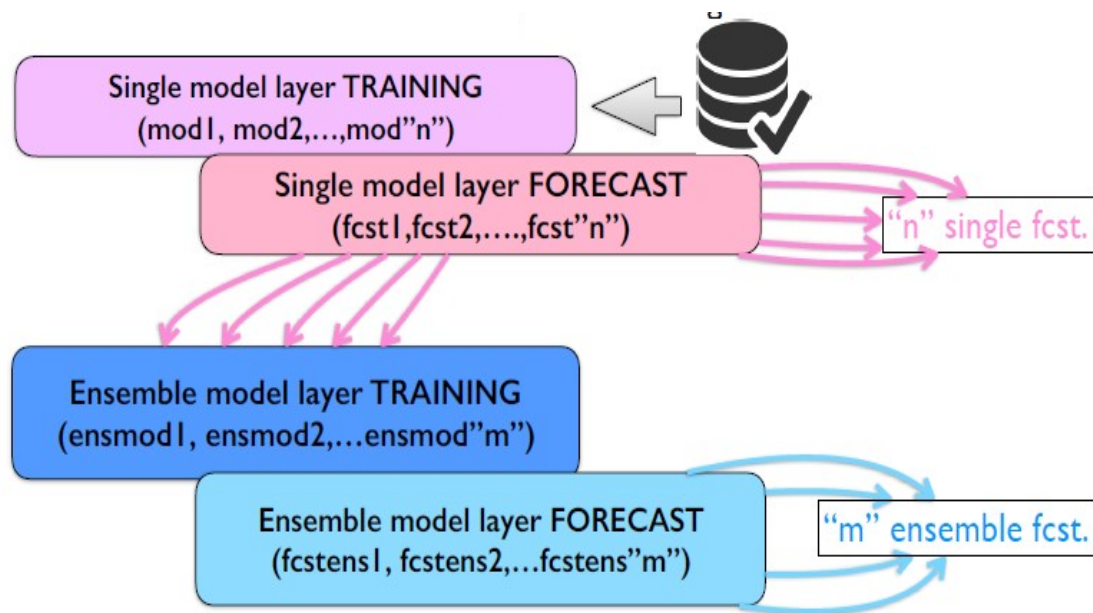 Single model layer TRAINING
(mod1, mod2,...,mod”n”)
Single model layer FORECAST
(fcst1,fcst2,....,fcst”n”)
“n” single fcst.
Ensemble model layer TRAINING
(ensmod1, ensmod2,...ensmod”m”)
Ensemble model layer FORECAST
(fcstens1, fcstens2,...fcstens”m”)
“m” ensemble fcst.